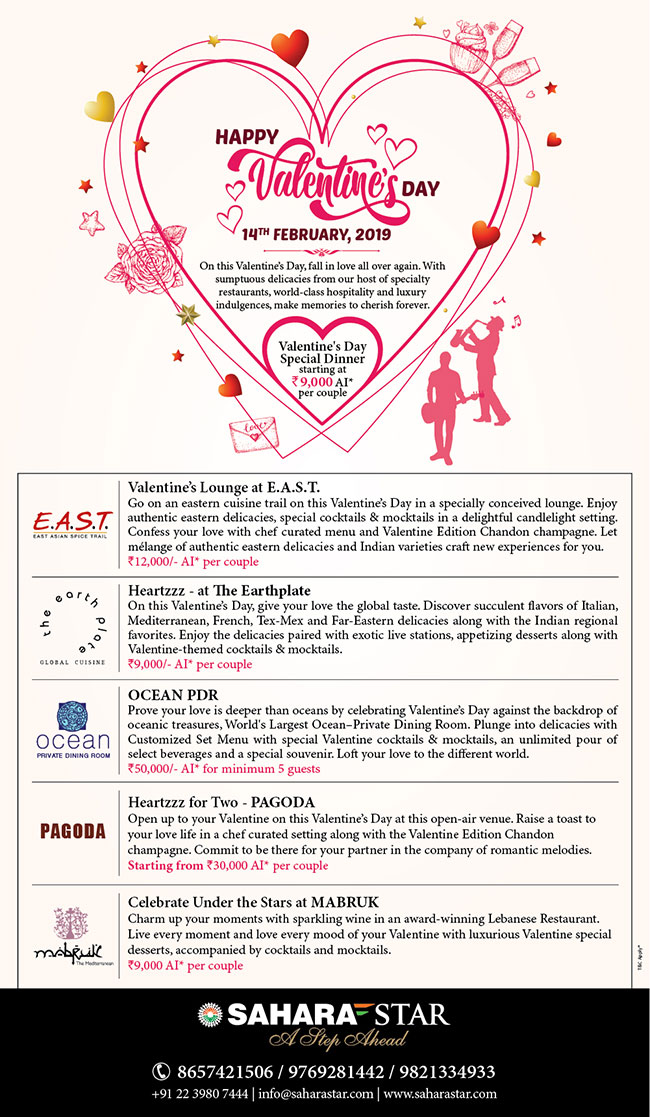 HAPPY
Valentine's
DAY
14TH FEBRUARY, 2019
On this Valentine's Day, fall in love all over again. With
sumptuous delicacies from our host of specialty
restaurants, world-class hospitality and luxury
indulgences, make memories to cherish forever.
Valentine's Day
Special Dinner
starting at
₹9,000 AI*
per couple
Love
E.A.S.T.
EAST ASIAN SPICE TRAIL
Valentine's Lounge at E.A.S.T.
Go on an eastern cuisine trail on this Valentine's Day in a specially conceived lounge. Enjoy
authentic eastern delicacies, special cocktails & mocktails in a delightful candlelight setting.
Confess your love with chef curated menu and Valentine Edition Chandon champagne. Let
mélange of authentic eastern delicacies and Indian varieties craft new experiences for you.
₹12,000/- AI* per couple
the earth plate
GLOBAL CUISINE
Heartzzz - at The Earthplate
On this Valentine's Day, give your love the global taste. Discover succulent flavors of Italian,
Mediterranean, French, Tex-Mex and Far-Eastern delicacies along with the Indian regional
favorites. Enjoy the delicacies paired with exotic live stations, appetizing desserts along with
Valentine-themed cocktails & mocktails.
₹9,000/- AI* per couple
ocean
PRIVATE DINING ROOM
OCEAN PDR
Prove your love is deeper than oceans by celebrating Valentine's Day against the backdrop of
oceanic treasures, World's Largest Ocean–Private Dining Room. Plunge into delicacies with
Customized Set Menu with special Valentine cocktails & mocktails, an unlimited pour of
select beverages and a special souvenir. Loft your love to the different world.
₹50,000/- AI* for minimum 5 guests
PAGODA
Heartzzz for Two - PAGODA
Open up to your Valentine on this Valentine's Day at this open-air venue. Raise a toast to
your love life in a chef curated setting along with the Valentine Edition Chandon
champagne. Commit to be there for your partner in the company of romantic melodies.
Starting from ₹30,000 AI* per couple
MABRUK
The Mediterranean
Celebrate Under the Stars at MABRUK
Charm up your moments with sparkling wine in an award-winning Lebanese Restaurant.
Live every moment and love every mood of your Valentine with luxurious Valentine special
desserts, accompanied by cocktails and mocktails.
₹9,000 AI* per couple
T&C Apply*
SAHARA STAR
A Step Ahead
8657421506 / 9769281442 / 9821334933
+91 22 3980 7444 | info@saharastar.com | www.saharastar.com